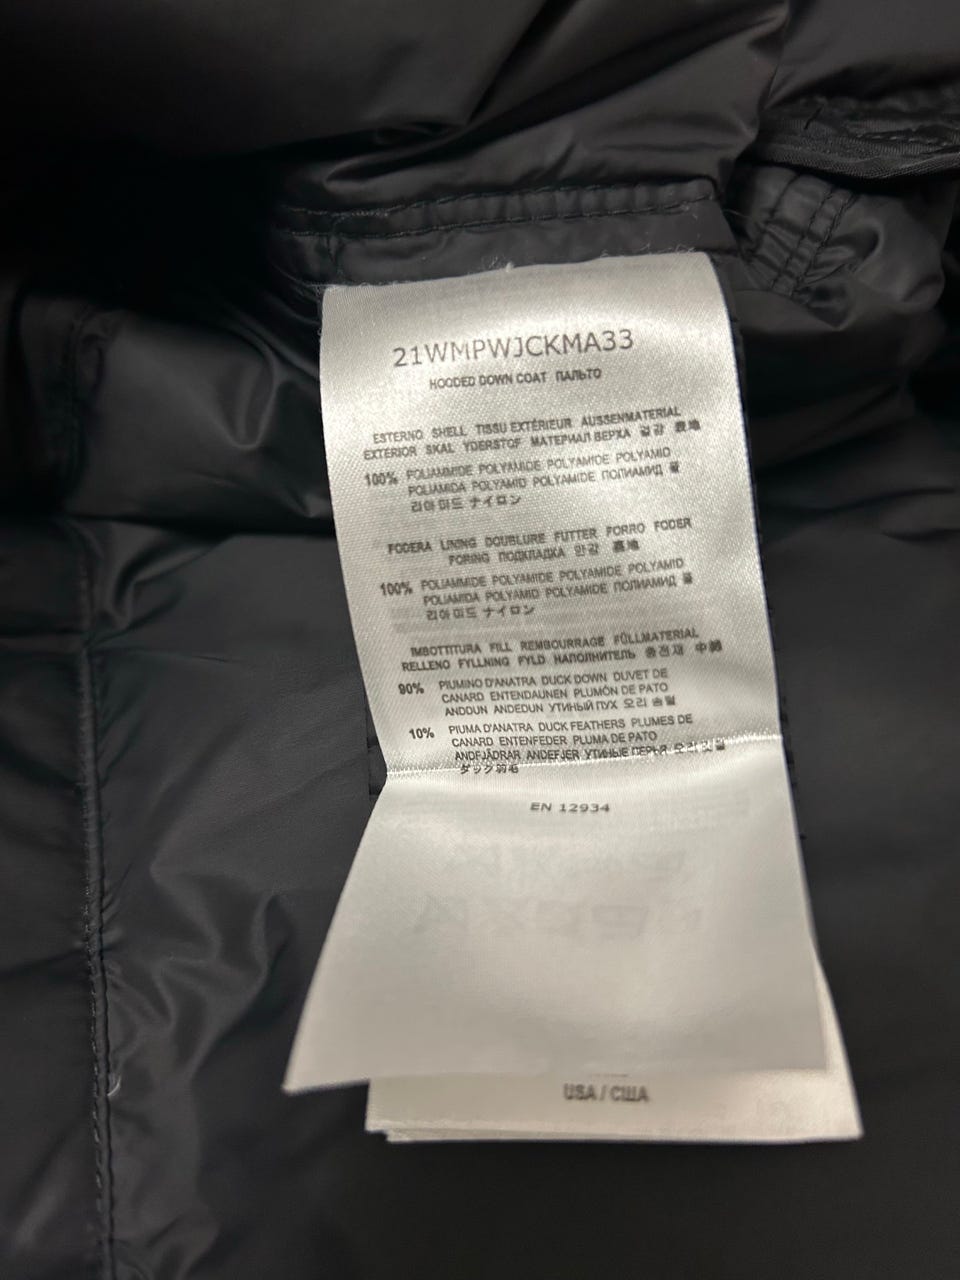 21WMPWJCKMA33
HOODED DOWN COAT ПАЛЬТО
ESTERNO SHELL TISSU EXTÉRIEUR AUSSENMATERIAL
EXTERIOR SKAL YDERSTOF МАТЕРИАЛ ВЕРХА 겉감 表地
100% POLIAMMIDE POLYAMIDE POLYAMIDE POLYAMID
POLIAMIDA POLYAMID POLYAMIDE ПОЛИАМИД 폴
리아미드 ナイロン
FODERA LINING DOUBLURE FUTTER FORRO FODER
FORING ПОДКЛАДКА 안감 裏地
100% POLIAMMIDE POLYAMIDE POLYAMIDE POLYAMID
POLIAMIDA POLYAMID POLYAMIDE ПОЛИАМИД 폴
리아미드 ナイロン
IMBOTTITURA FILL REMBOURRAGE FÜLLMATERIAL
RELLENO FYLLNING FYLD НАПОЛНИТЕЛЬ 충전재 中綿
90% PIUMINO D'ANATRA DUCK DOWN DUVET DE
CANARD ENTENDAUNEN PLUMÓN DE PATO
ANDDUN ANDEDUN УТИНЫЙ ПУХ 오리 솜털
10% PIUMA D'ANATRA DUCK FEATHERS PLUMES DE
CANARD ENTENFEDER PLUMA DE PATO
ANDFJÄDRAR ANDEFJER УТИНЫЕ ПЕРЬЯ 오리 깃털
ダック羽毛
EN 12934
USA / США